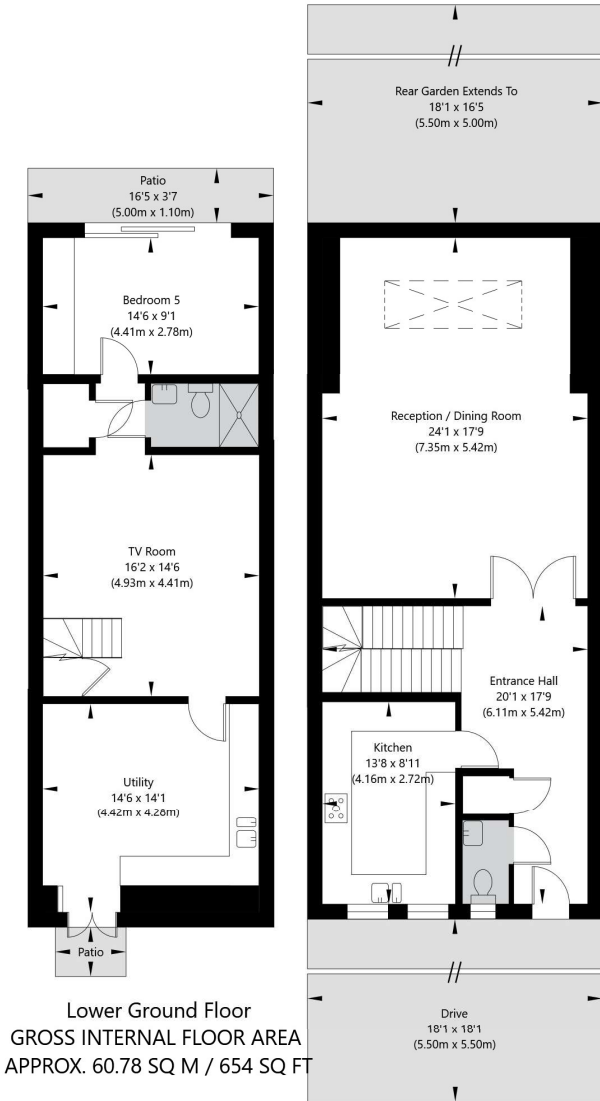 Patio
16'5 x 3'7
(5.00m x 1.10m)
Bedroom 5
14'6 x 9'1
(4.41m x 2.78m)
TV Room
16'2 x 14'6
(4.93m x 4.41m)
Utility
14'6 x 14'1
(4.42m x 4.28m)
Patio
Lower Ground Floor
GROSS INTERNAL FLOOR AREA
APPROX. 60.78 SQ M / 654 SQ FT
Rear Garden Extends To
18'1 x 16'5
(5.50m x 5.00m)
Reception / Dining Room
24'1 x 17'9
(7.35m x 5.42m)
Entrance Hall
20'1 x 17'9
(6.11m x 5.42m)
Kitchen
13'8 x 8'11
(4.16m x 2.72m)
Drive
18'1 x 18'1
(5.50m x 5.50m)